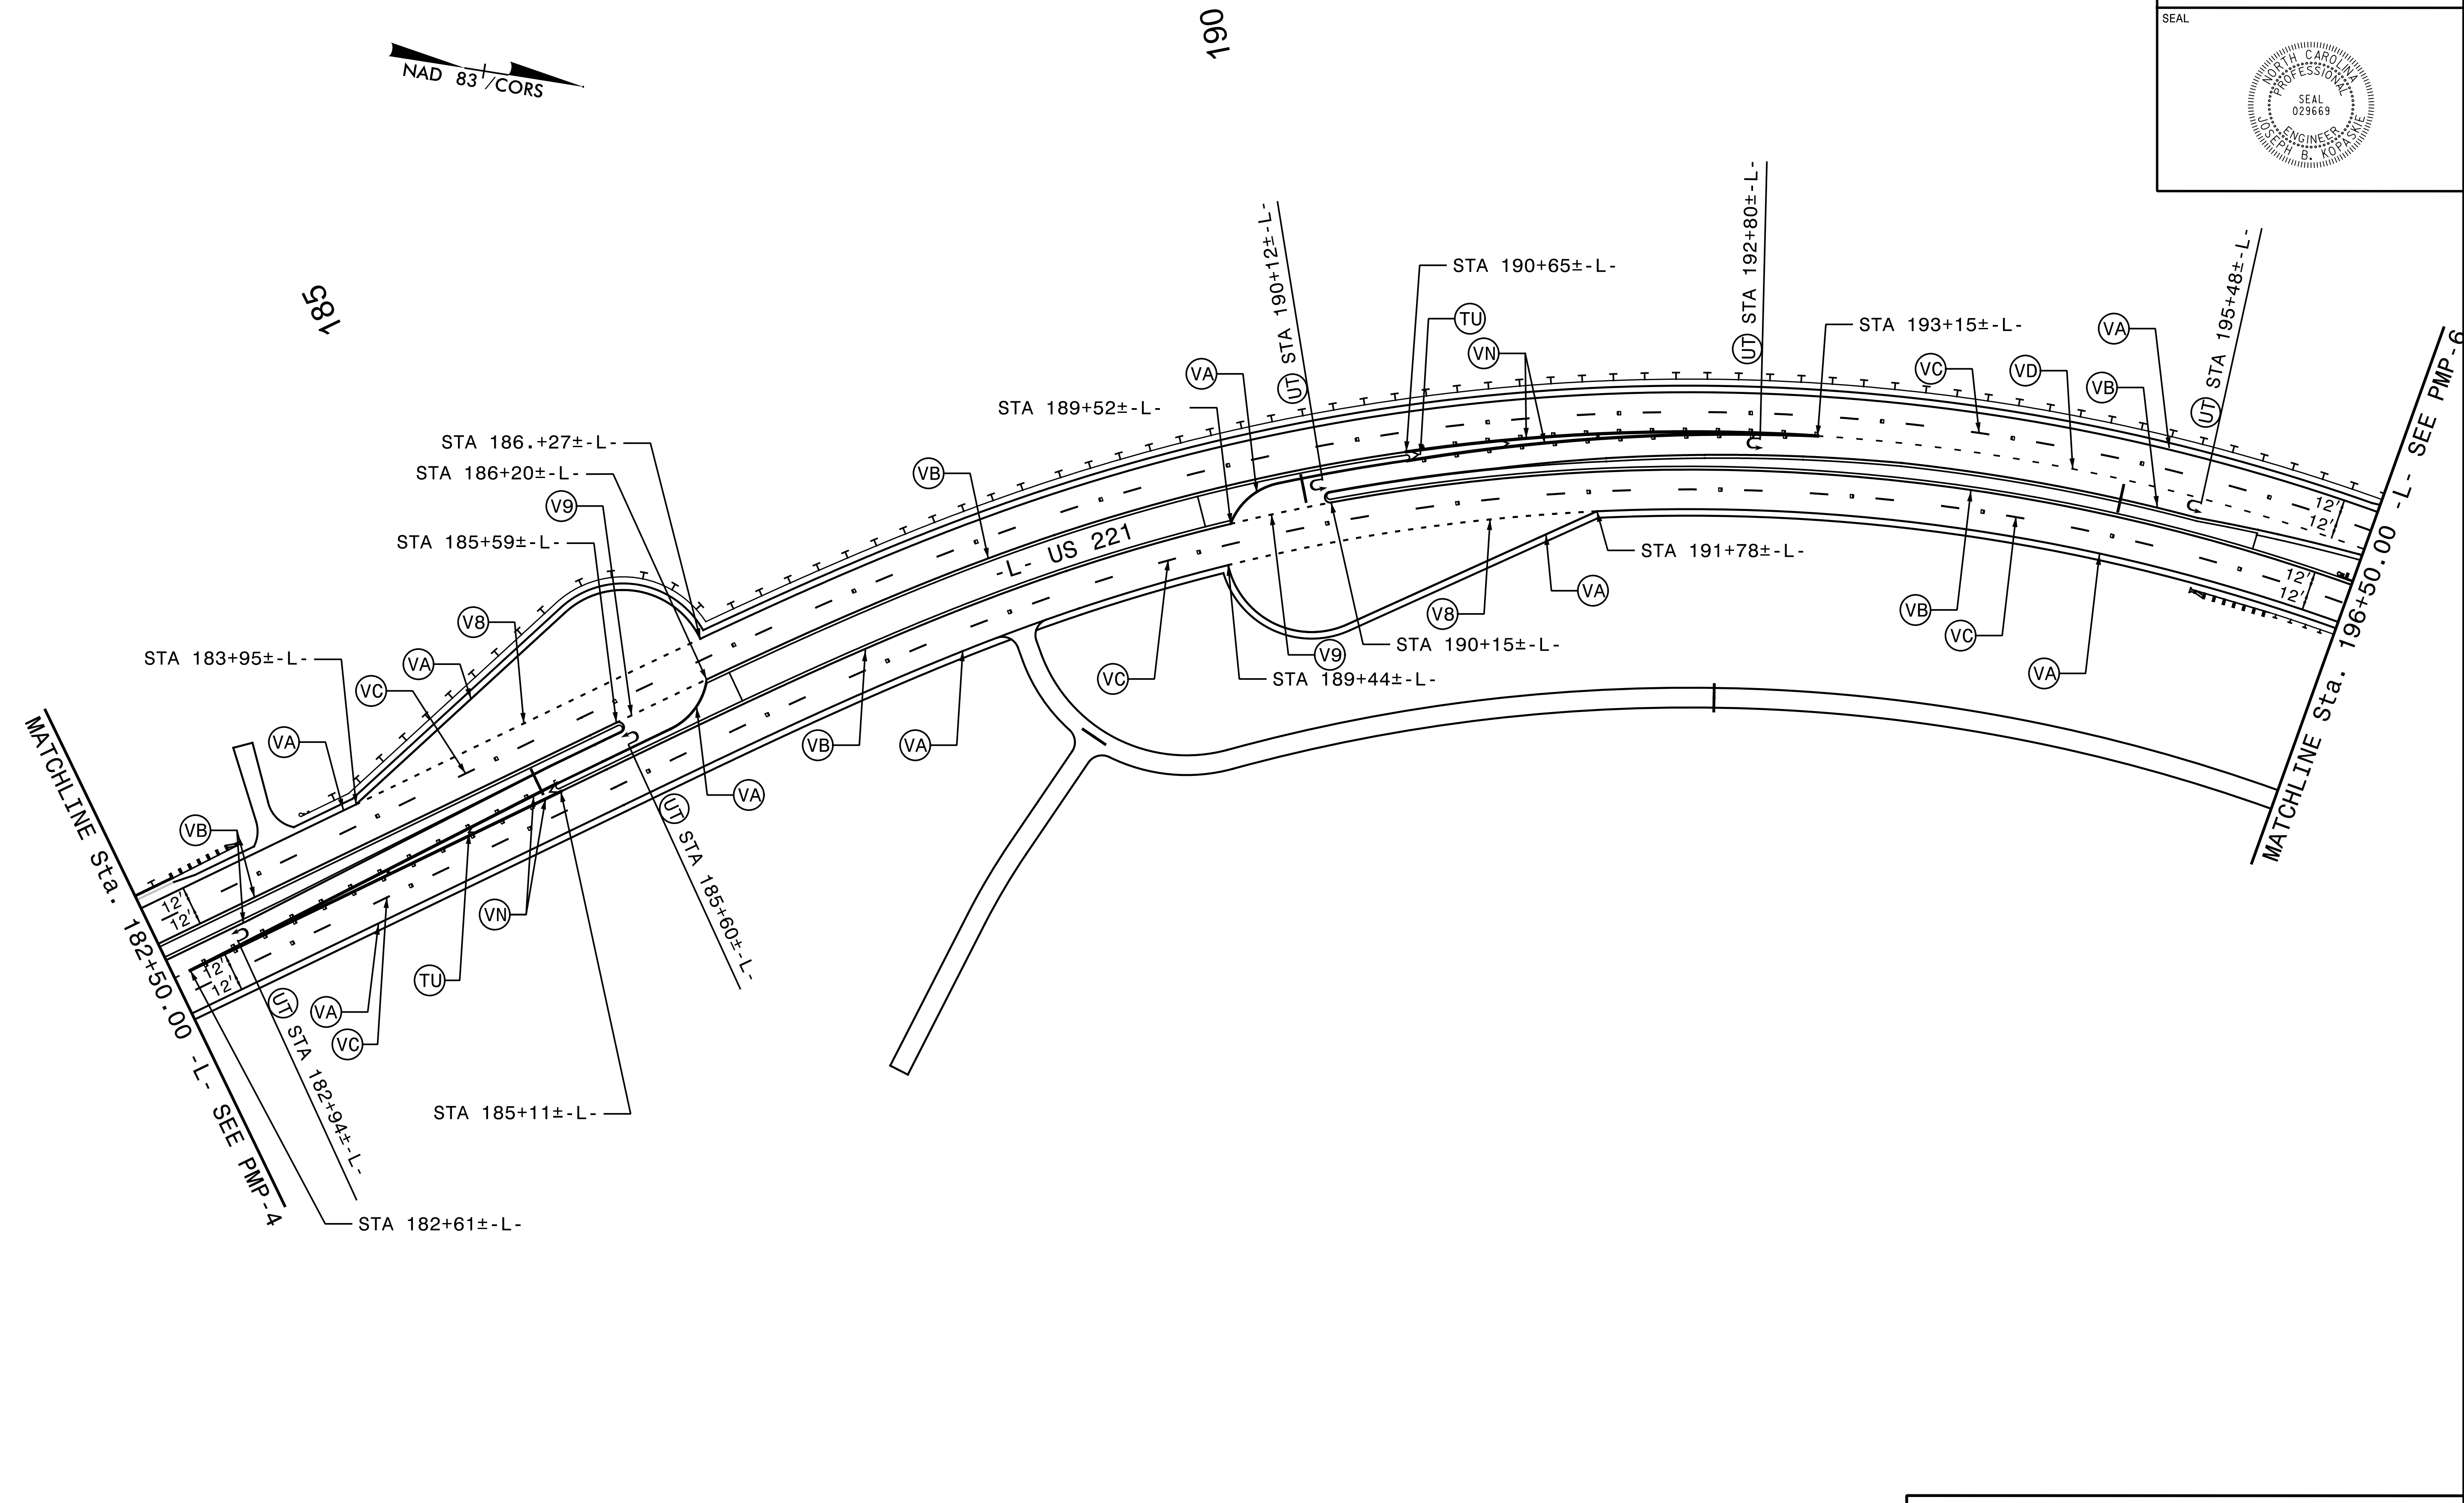 SEAL
NORTH CAROLINA
PROFESSIONAL
SEAL
029669
ENGINEER
JOSEPH B. KOPASKIE
190
NAD 83 /CORS
185
UT STA 190+12±-L-
UT STA 192+80±-L-
UT STA 195+48±-L-
STA 190+65±-L-
TU
VN
STA 193+15±-L-
VA
VC
VD
VB
VA
STA 189+52±-L-
STA 186.+27±-L-
STA 186+20±-L-
VB
V9
STA 185+59±-L-
-L- US 221
12'
12'
12'
12'
STA 191+78±-L-
VA
V8
VB
VC
VA
V8
STA 190+15±-L-
V9
STA 183+95±-L-
VA
VC
VC
STA 189+44±-L-
VA
VB
VA
VA
VB
12'
12'
12'
12'
VN
TU
VA
VC
UT STA 185+60±-L-
UT STA 182+94±-L-
STA 185+11±-L-
STA 182+61±-L-
MATCHLINE Sta. 182+50.00 -L- SEE PMP-4
MATCHLINE Sta. 196+50.00 -L- SEE PMP-6